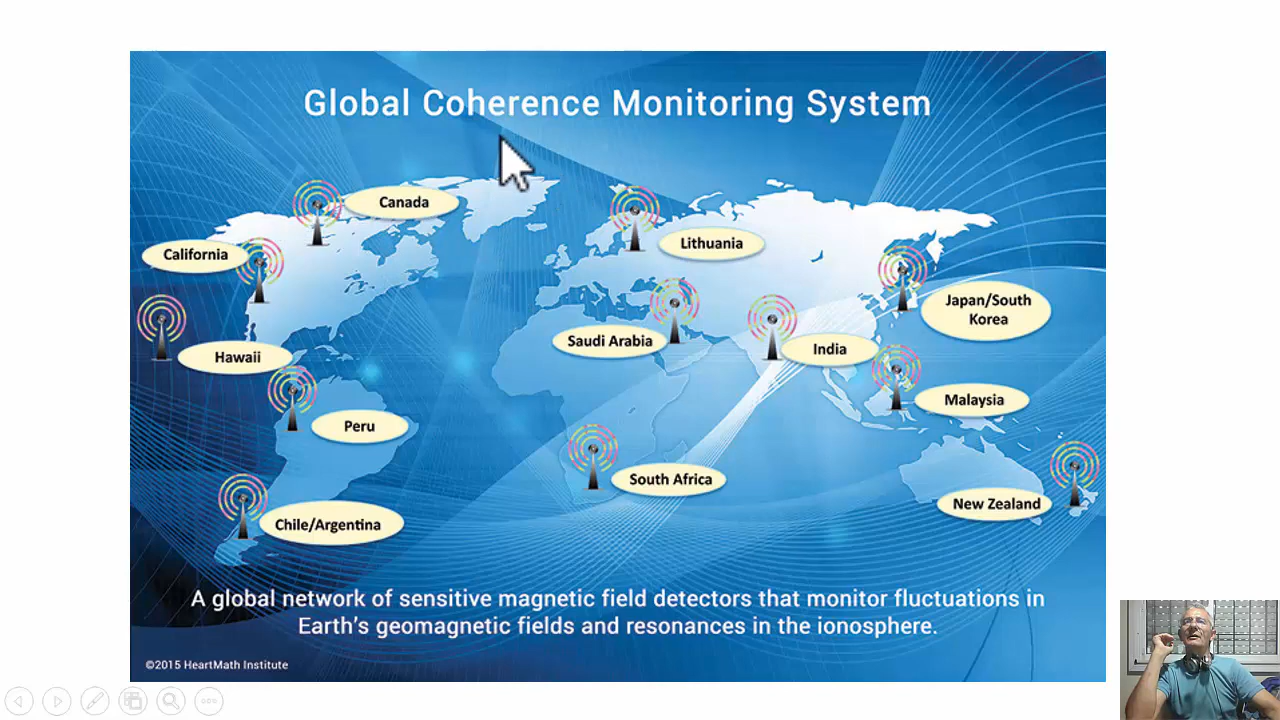 Global Coherence Monitoring System
Canada
California
Lithuania
Japan/South
Korea
Saudi Arabia
India
Hawaii
Malaysia
Peru
South Africa
New Zealand
Chile/Argentina
A global network of sensitive magnetic field detectors that monitor fluctuations in
Earth's geomagnetic fields and resonances in the ionosphere.
©2015 HeartMath Institute